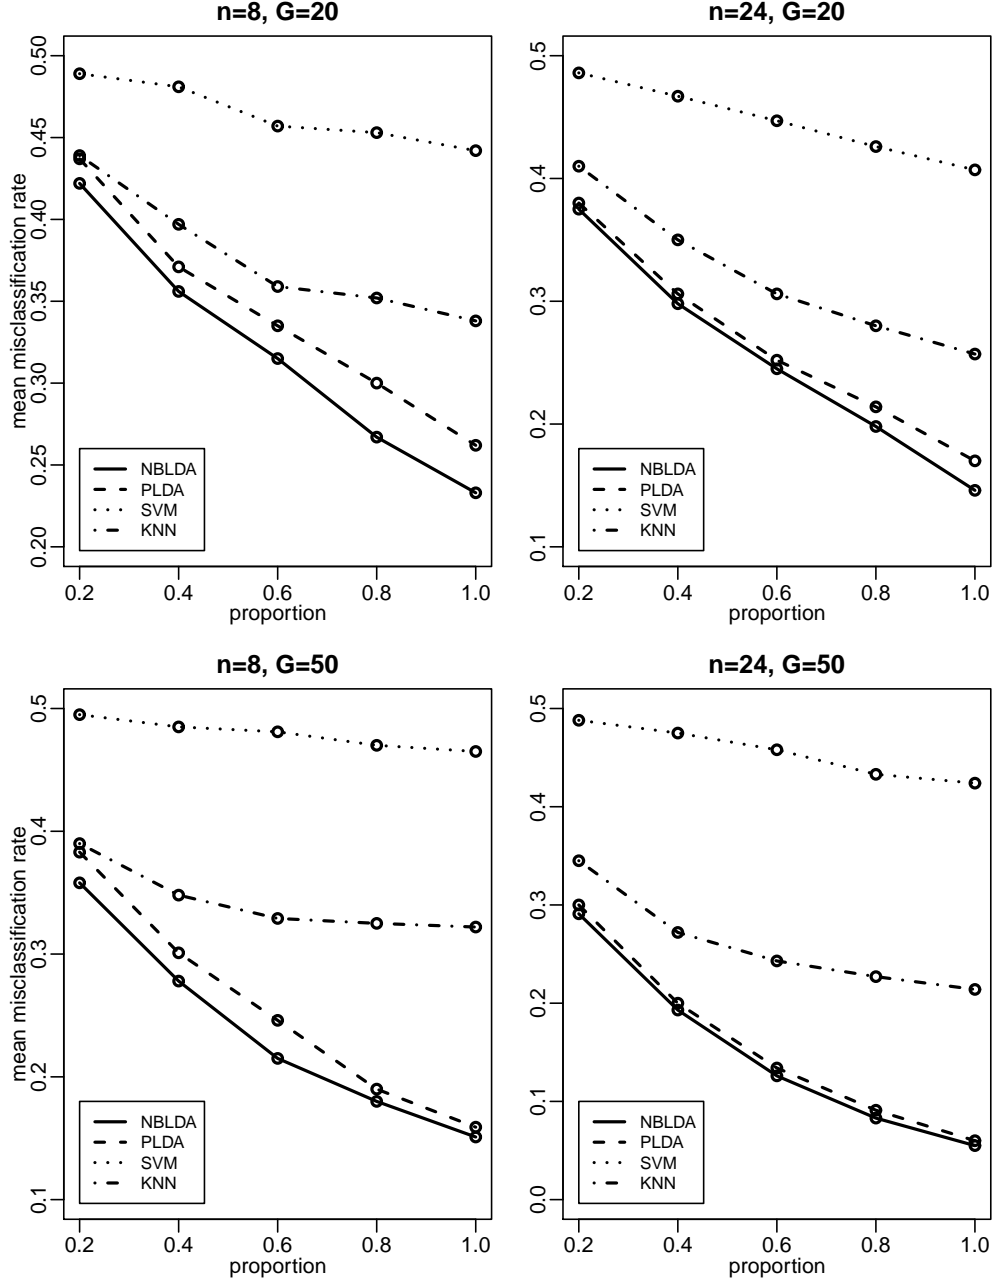 n=8, G=20
mean misclassification rate
0.50
0.45
0.40
0.35
0.30
0.25
0.20
NBLDA
PLDA
SVM
KNN
0.2 0.4 0.6 0.8 1.0
proportion
n=24, G=20
0.5
0.4
0.3
0.2
0.1
NBLDA
PLDA
SVM
KNN
0.2 0.4 0.6 0.8 1.0
proportion
n=8, G=50
mean misclassification rate
0.5
0.4
0.3
0.2
0.1
NBLDA
PLDA
SVM
KNN
0.2 0.4 0.6 0.8 1.0
proportion
n=24, G=50
0.5
0.4
0.3
0.2
0.1
0.0
NBLDA
PLDA
SVM
KNN
0.2 0.4 0.6 0.8 1.0
proportion